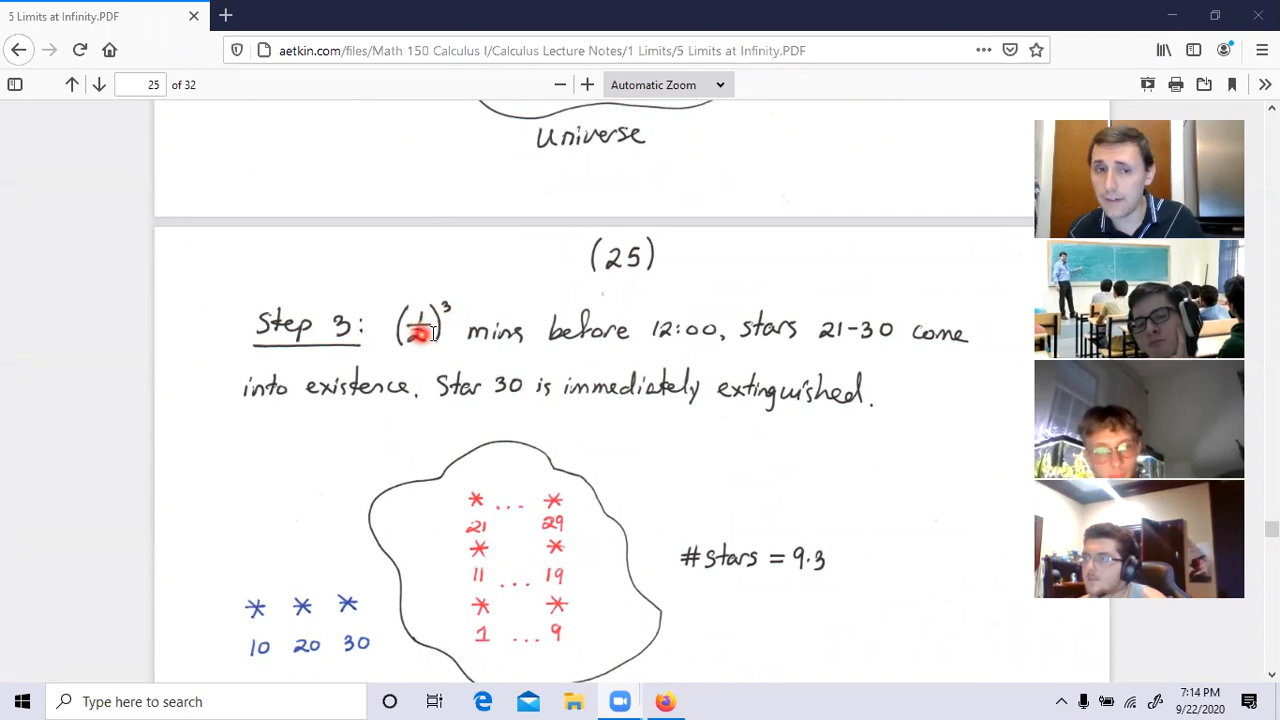 5 Limits at Infinity.PDF
aetkin.com/files/Math 150 Calculus I/Calculus Lecture Notes/1 Limits/5 Limits at Infinity.PDF
25 of 32
Automatic Zoom
Universe
(25)
Step 3: (1/2)³ mins before 12:00, stars 21-30 come
into existence. Star 30 is immediately extinguished.
* ... *
21 29
* *
11 ... 19
* *
1 ... 9
#stars = 9·3
* * *
10 20 30
Type here to search
7:14 PM
9/22/2020